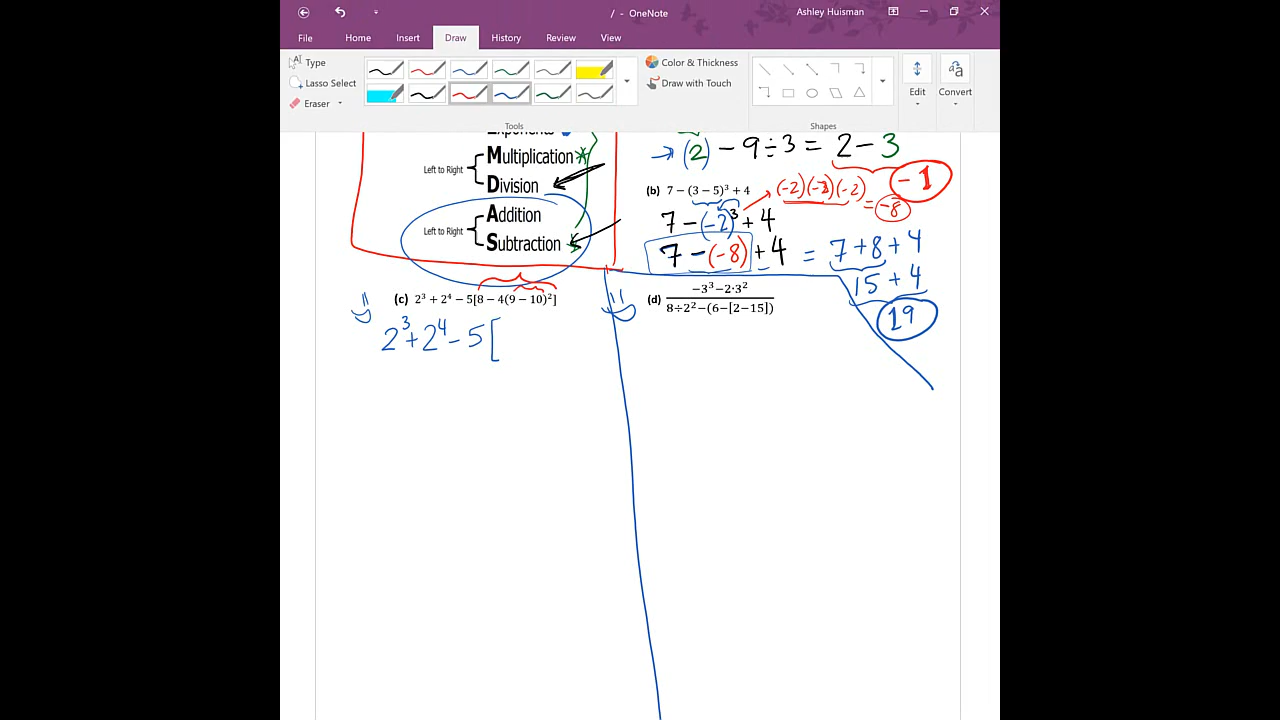 / - OneNote
Ashley Huisman
File Home Insert Draw History Review View
Type
Lasso Select
Eraser
Color & Thickness
Draw with Touch
Edit
Convert
Tools
Shapes
Exponents
Left to Right
Multiplication
Division
Left to Right
Addition
Subtraction
(2) − 9 ÷ 3 = 2 − 3
−1
(b) 7 − (3 − 5)³ + 4
(-2)(-2)(-2)
= -8
7 − (−2)³ + 4
7 − (−8) + 4 = 7 + 8 + 4
15 + 4
19
(c) 2³ + 2⁴ − 5[8 − 4(9 − 10)²]
2³ + 2⁴ − 5[
(d) −3³−2·3²
8÷2²−(6−[2−15])